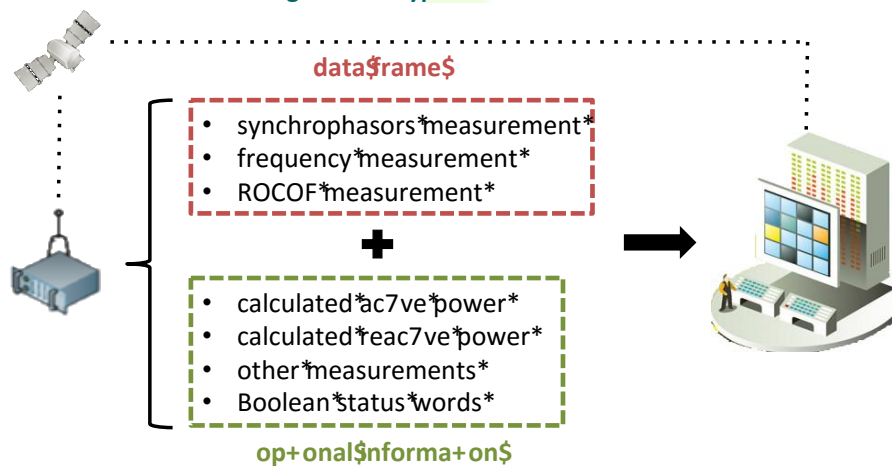 data$frame$
• synchrophasors*measurement*
• frequency*measurement*
• ROCOF*measurement*
• calculated*ac7ve*power*
• calculated*reac7ve*power*
• other*measurements*
• Boolean*status*words*
op+onal$informa+on$